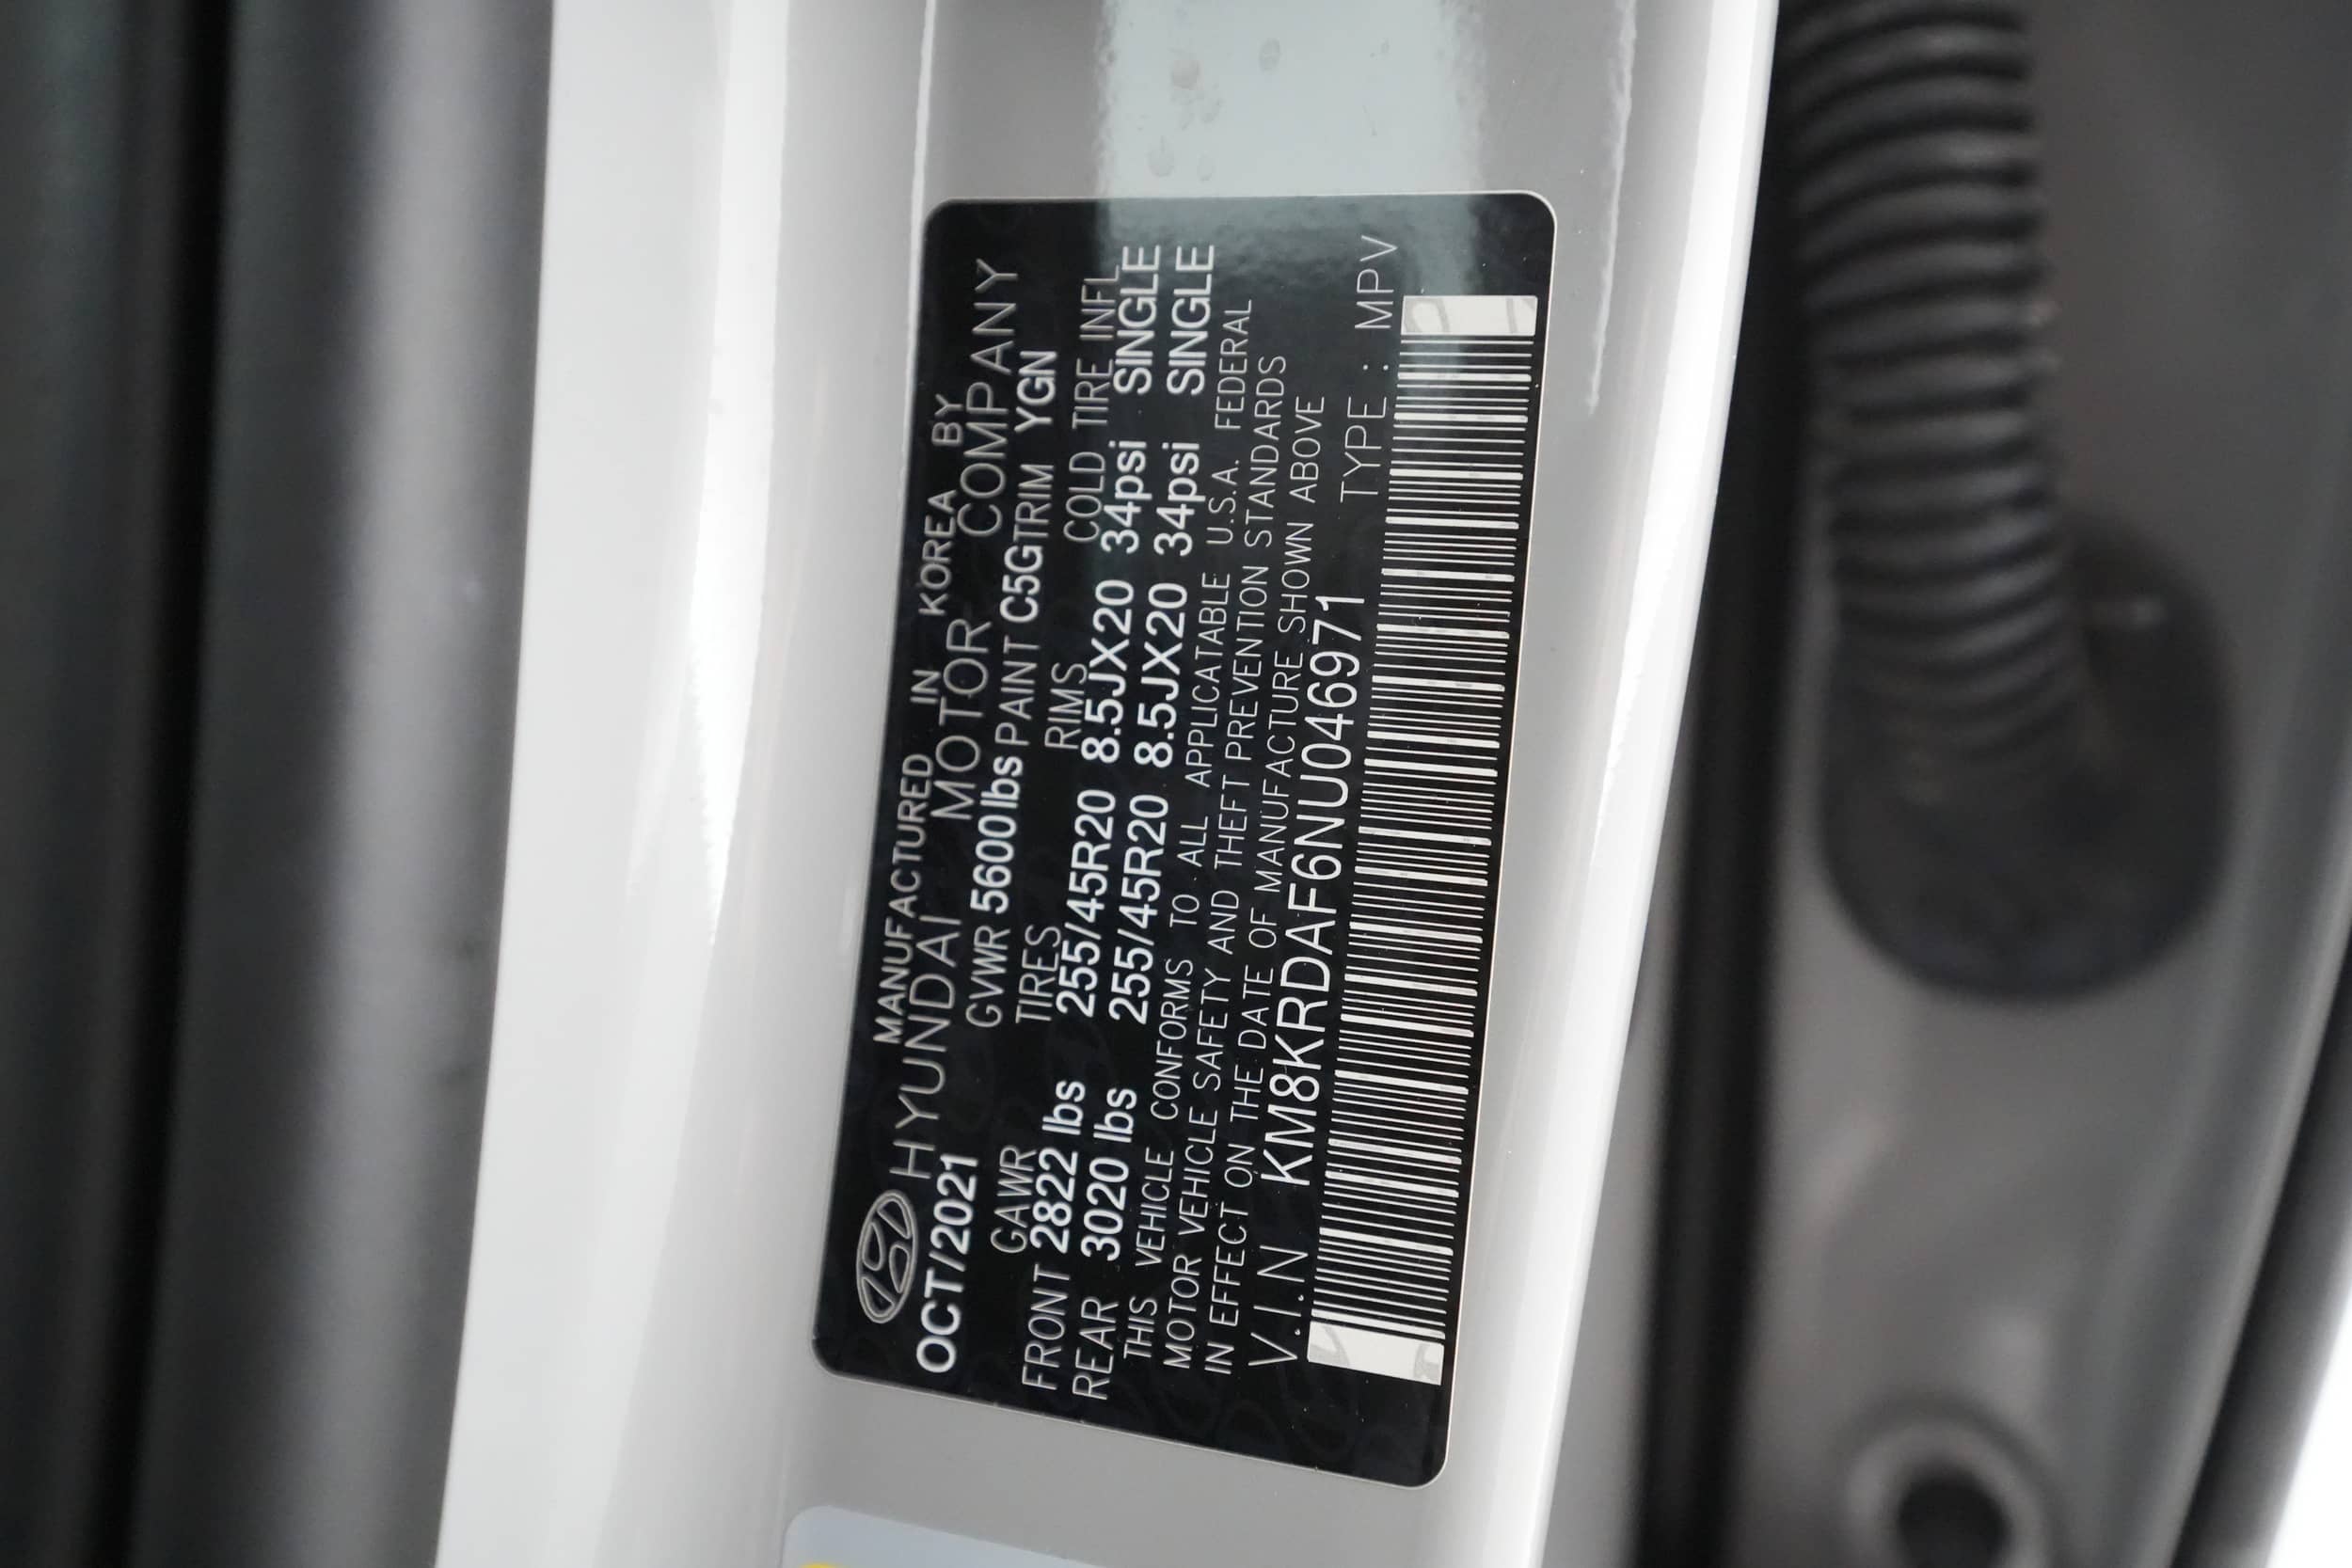 MANUFACTURED IN KOREA BY
HYUNDAI MOTOR COMPANY
OCT/2021 GVWR 5600lbs PAINT C5G TRIM YGN
GAWR TIRES RIMS COLD TIRE INFL
FRONT 2822 lbs 255/45R20 8.5JX20 34psi SINGLE
REAR 3020 lbs 255/45R20 8.5JX20 34psi SINGLE
THIS VEHICLE CONFORMS TO ALL APPLICATABLE U.S.A. FEDERAL
MOTOR VEHICLE SAFETY AND THEFT PREVENTION STANDARDS
IN EFFECT ON THE DATE OF MANUFACTURE SHOWN ABOVE
V.I.N KM8KRDAF6NU046971 TYPE : MPV